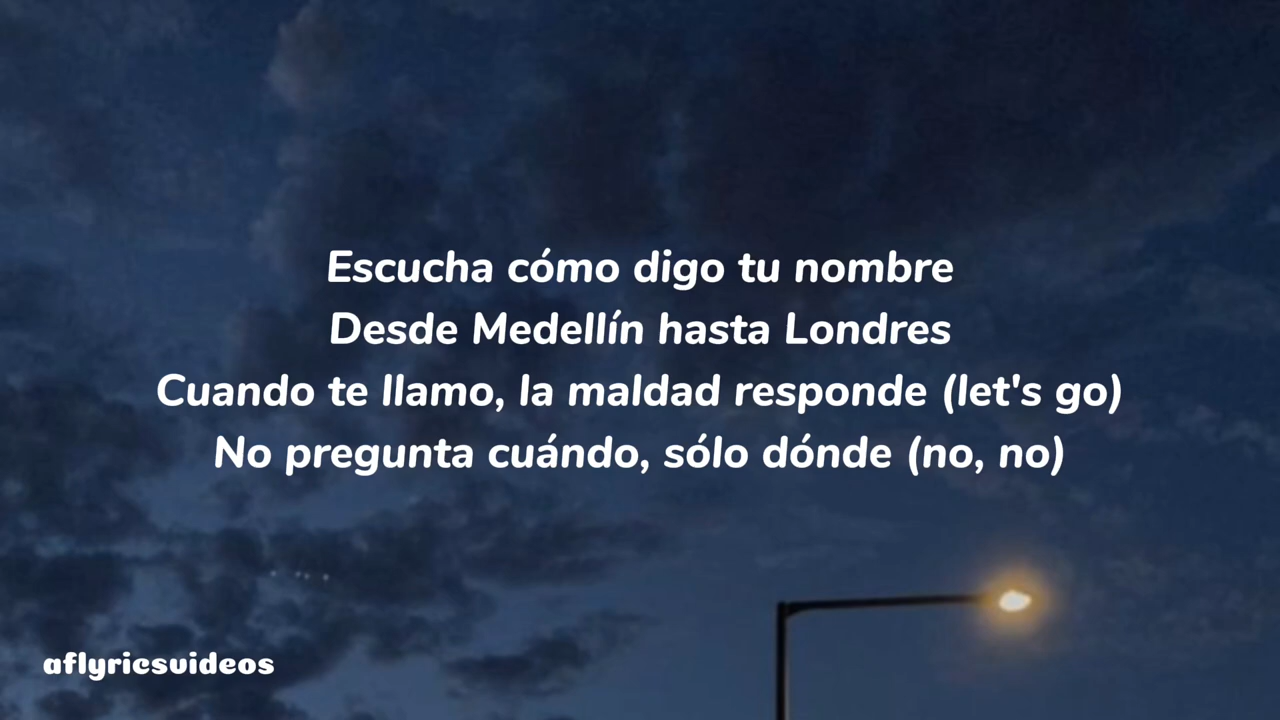 Escucha cómo digo tu nombre
Desde Medellín hasta Londres
Cuando te llamo, la maldad responde (let's go)
No pregunta cuándo, sólo dónde (no, no)
aflyricsvideos